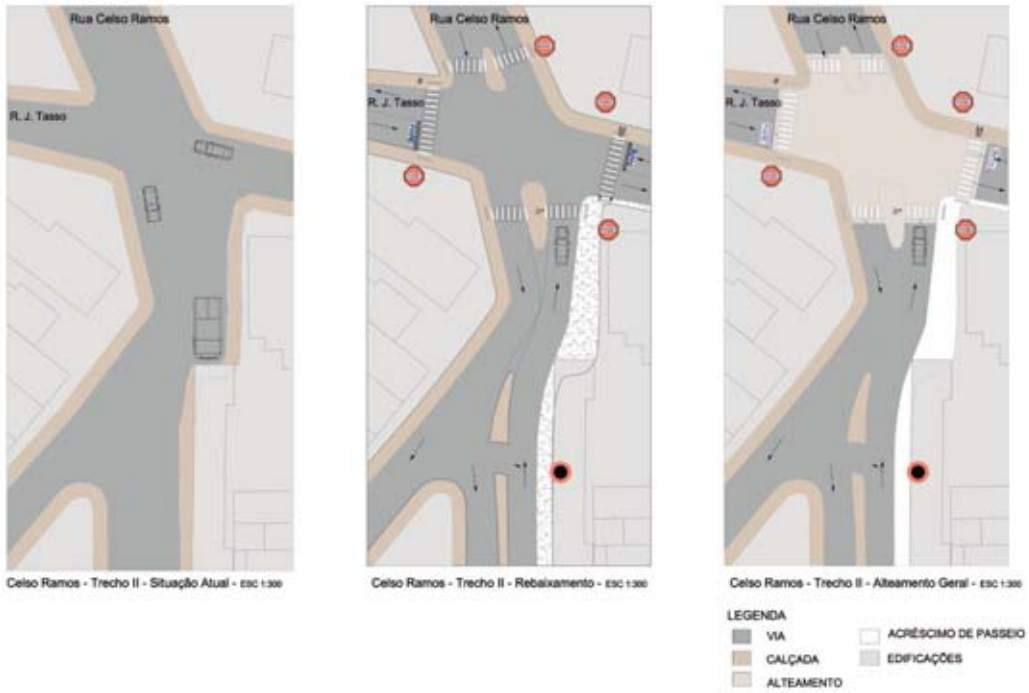 Rua Celso Ramos
R. J. Tasso
Celso Ramos - Trecho II - Situação Atual - ESC 1:300
Rua Celso Ramos
R. J. Tasso
Celso Ramos - Trecho II - Rebaixamento - ESC 1:300
Rua Celso Ramos
R. J. Tasso
Celso Ramos - Trecho II - Alteamento Geral - ESC 1:300
LEGENDA
VIA
CALÇADA
ALTEAMENTO
ACRÉSCIMO DE PASSEIO
EDIFICAÇÕES